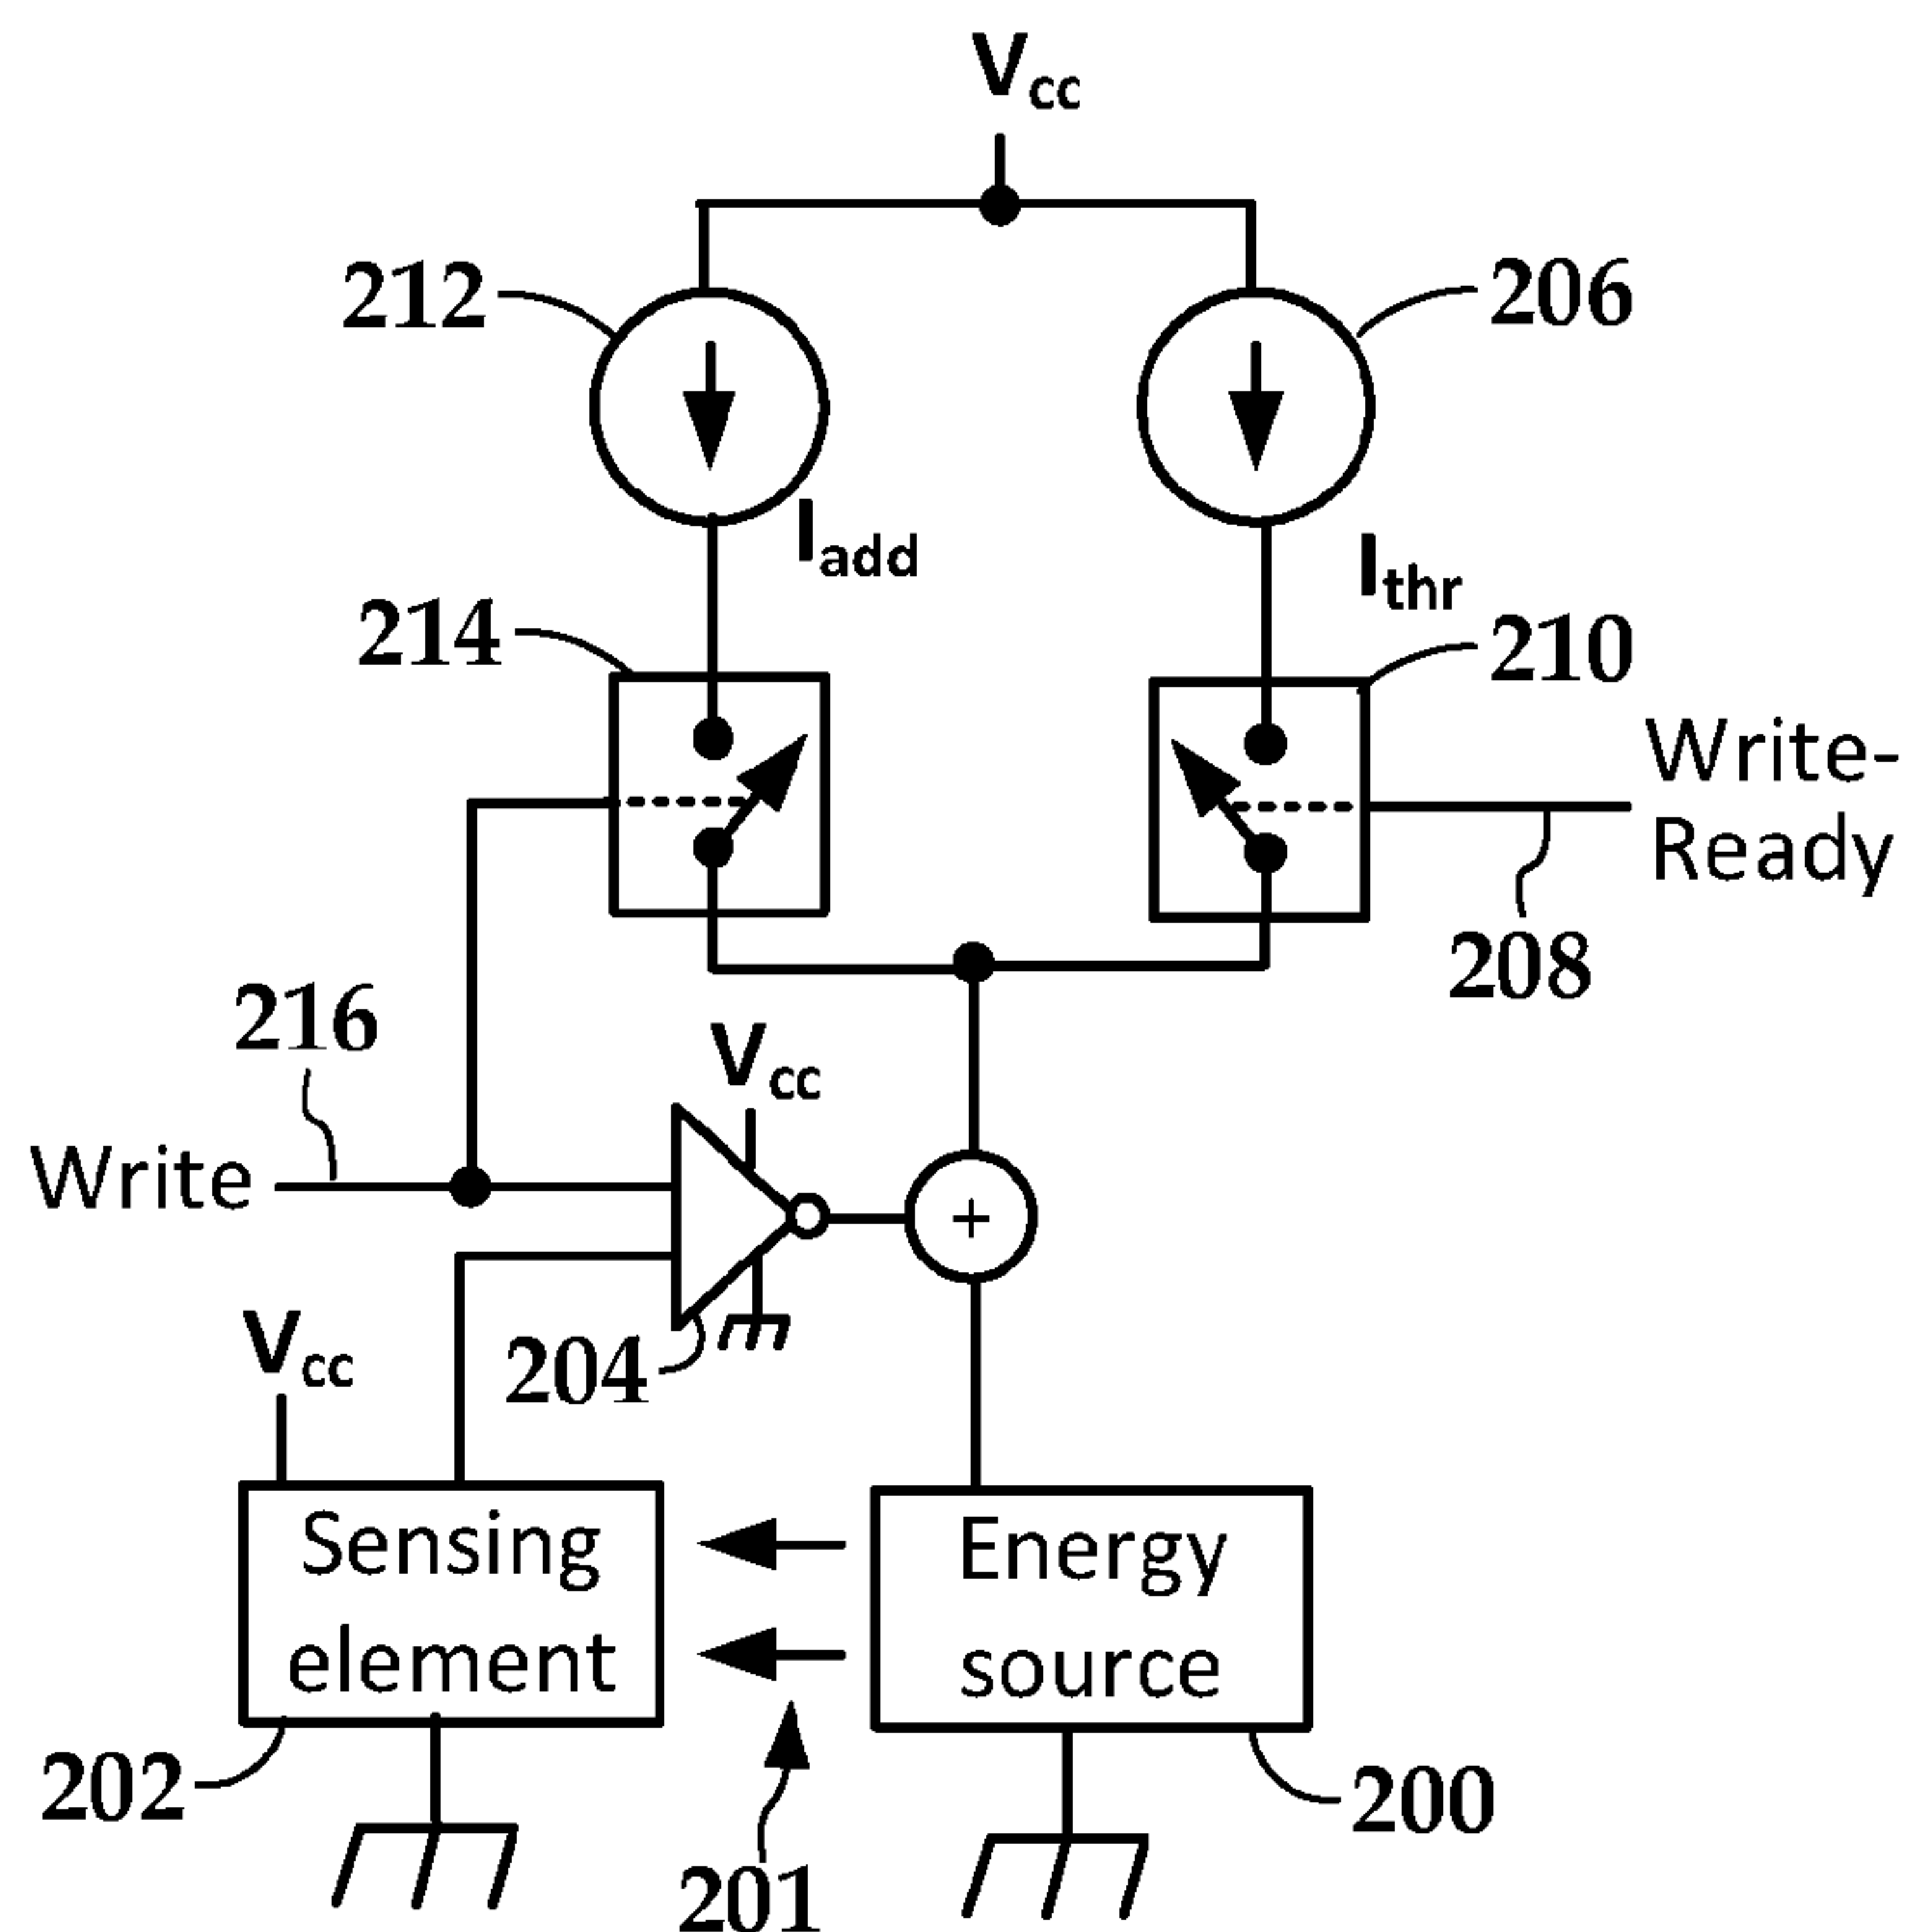 Vcc
212
206
Iadd
Ithr
214
210
Write-
Ready
208
216
Vcc
Write
+
204
Vcc
Sensing
element
Energy
source
202
201
200